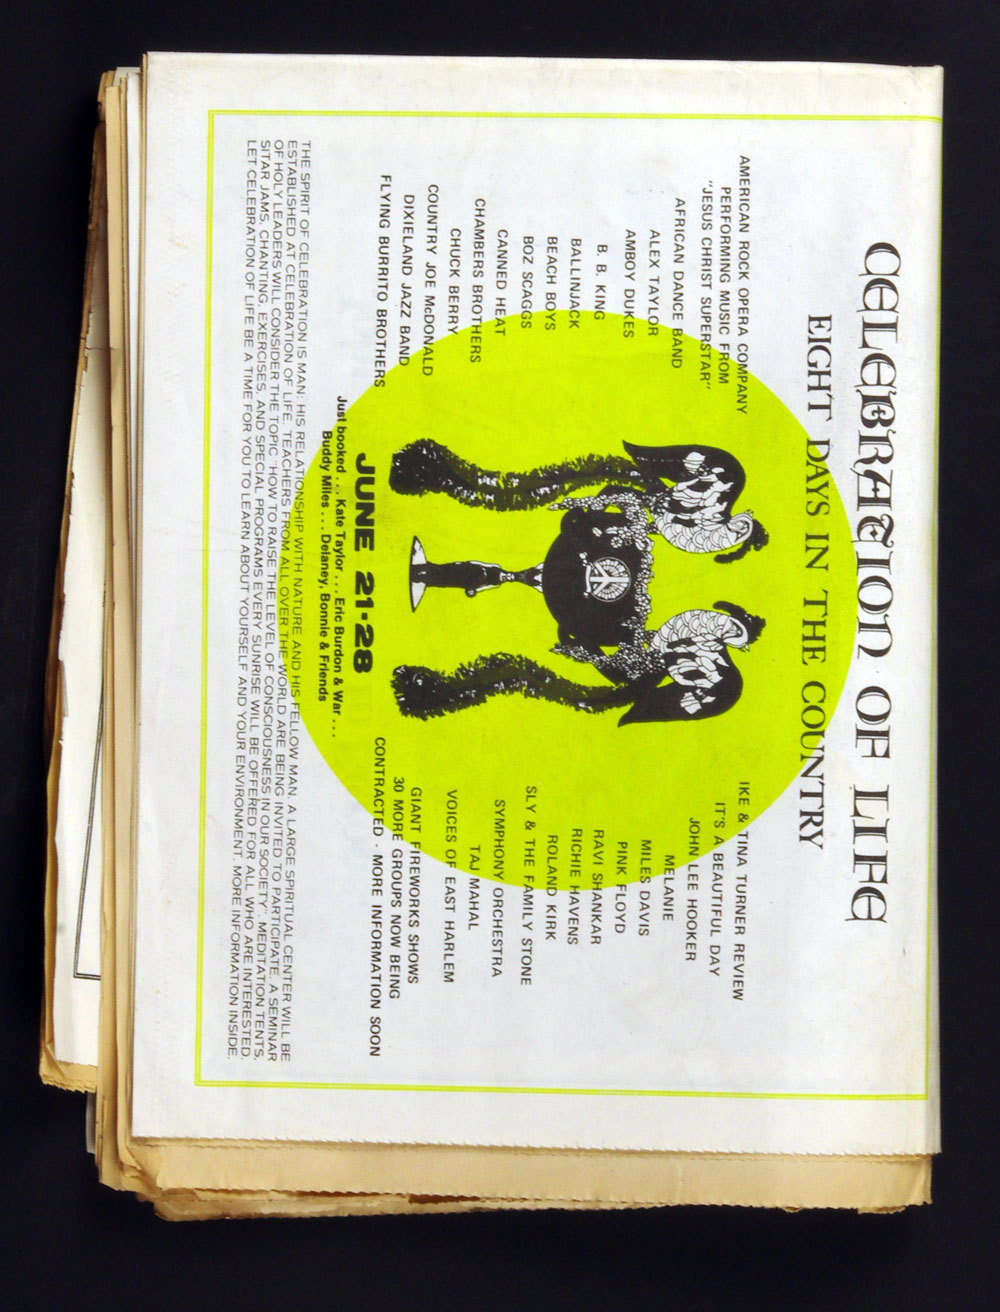 CELEBRATION OF LIFE
EIGHT DAYS IN THE COUNTRY
AMERICAN ROCK OPERA COMPANY
PERFORMING MUSIC FROM
"JESUS CHRIST SUPERSTAR"
AFRICAN DANCE BAND
ALEX TAYLOR
AMBOY DUKES
B. B. KING
BALLINJACK
BEACH BOYS
BOZ SCAGGS
CANNED HEAT
CHAMBERS BROTHERS
CHUCK BERRY
COUNTRY JOE McDONALD
DIXIELAND JAZZ BAND
FLYING BURRITO BROTHERS
IKE & TINA TURNER REVIEW
IT'S A BEAUTIFUL DAY
JOHN LEE HOOKER
MELANIE
MILES DAVIS
PINK FLOYD
RAVI SHANKAR
RICHIE HAVENS
ROLAND KIRK
SLY & THE FAMILY STONE
SYMPHONY ORCHESTRA
TAJ MAHAL
VOICES OF EAST HARLEM
GIANT FIREWORKS SHOWS
30 MORE GROUPS NOW BEING
CONTRACTED - MORE INFORMATION SOON
JUNE 21-28
Just booked . . . Kate Taylor . . . Eric Burdon & War . . .
Buddy Miles . . . Delaney, Bonnie & Friends
THE SPIRIT OF CELEBRATION IS MAN: HIS RELATIONSHIP WITH NATURE AND HIS FELLOW MAN. A LARGE SPIRITUAL CENTER WILL BE
ESTABLISHED AT CELEBRATION OF LIFE. TEACHERS FROM ALL OVER THE WORLD ARE BEING INVITED TO PARTICIPATE. A SEMINAR
OF HOLY LEADERS WILL CONSIDER THE TOPIC "HOW TO RAISE THE LEVEL OF CONSCIOUSNESS IN OUR SOCIETY". MEDITATION TENTS,
SITAR JAMS, CHANTING, EXERCISES, AND SPECIAL PROGRAMS EVERY SUNRISE WILL BE OFFERED FOR ALL WHO ARE INTERESTED.
LET CELEBRATION OF LIFE BE A TIME FOR YOU TO LEARN ABOUT YOURSELF AND YOUR ENVIRONMENT. MORE INFORMATION INSIDE.